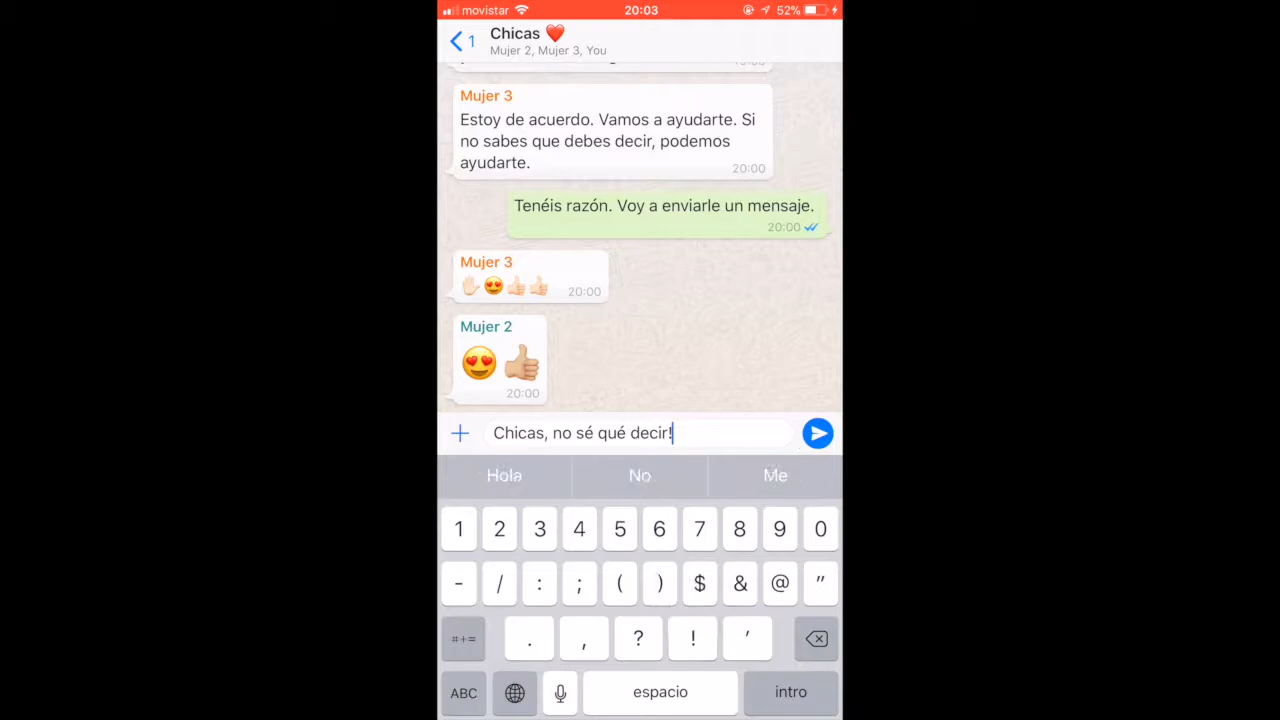 movistar 20:03 52%
1 Chicas ❤️
Mujer 2, Mujer 3, You
Mujer 3
Estoy de acuerdo. Vamos a ayudarte. Si
no sabes que debes decir, podemos
ayudarte.
20:00
Tenéis razón. Voy a enviarle un mensaje.
20:00
Mujer 3
✋🏻😍👍🏻👍🏻 20:00
Mujer 2
😍👍🏼
20:00
Chicas, no sé qué decir!
Hola No Me
1 2 3 4 5 6 7 8 9 0
- / : ; ( ) $ & @ "
#+= . , ? ! '
ABC espacio intro